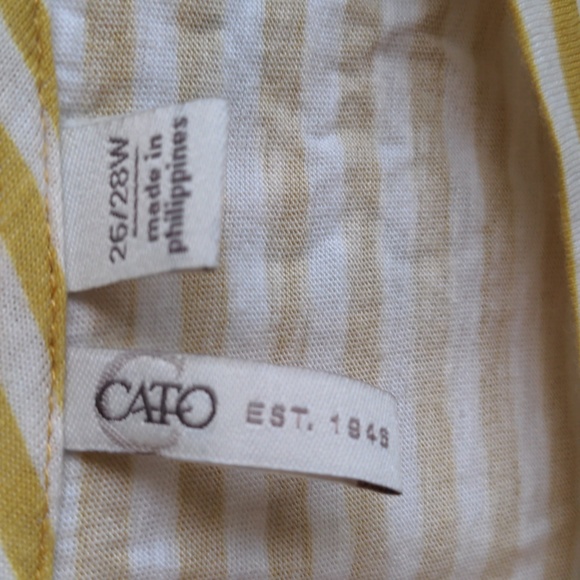 26/28W
made in
philippines
CATO EST. 1946